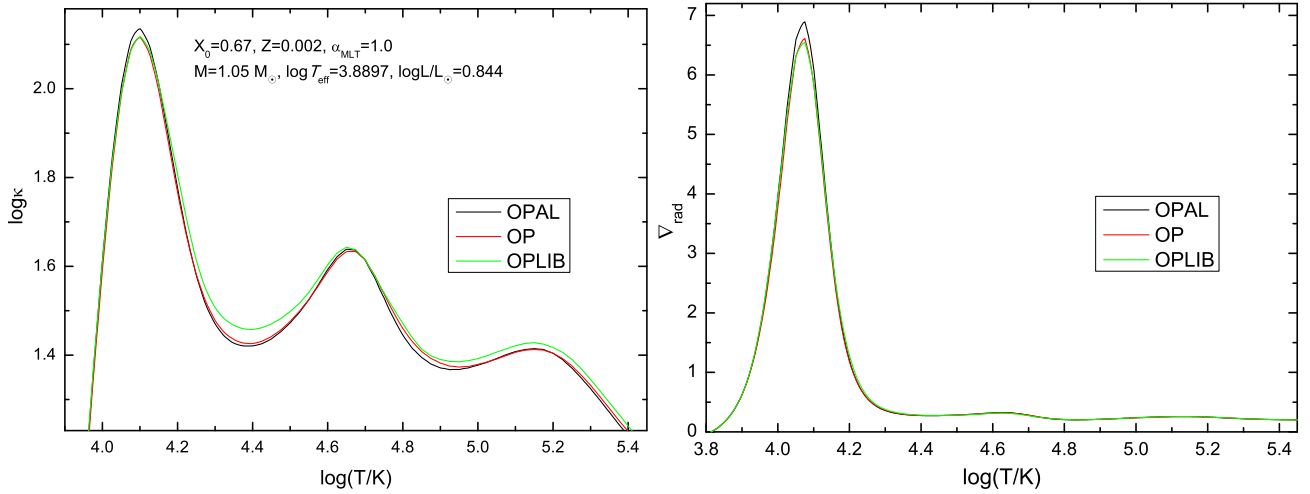 X₀=0.67, Z=0.002, α_MLT=1.0
M=1.05 M☉, log T_eff=3.8897, logL/L☉=0.844
OPAL
OP
OPLIB
logκ
2.0
1.8
1.6
1.4
4.0 4.2 4.4 4.6 4.8 5.0 5.2 5.4
log(T/K)
OPAL
OP
OPLIB
∇rad
7
6
5
4
3
2
1
0
3.8 4.0 4.2 4.4 4.6 4.8 5.0 5.2 5.4
log(T/K)